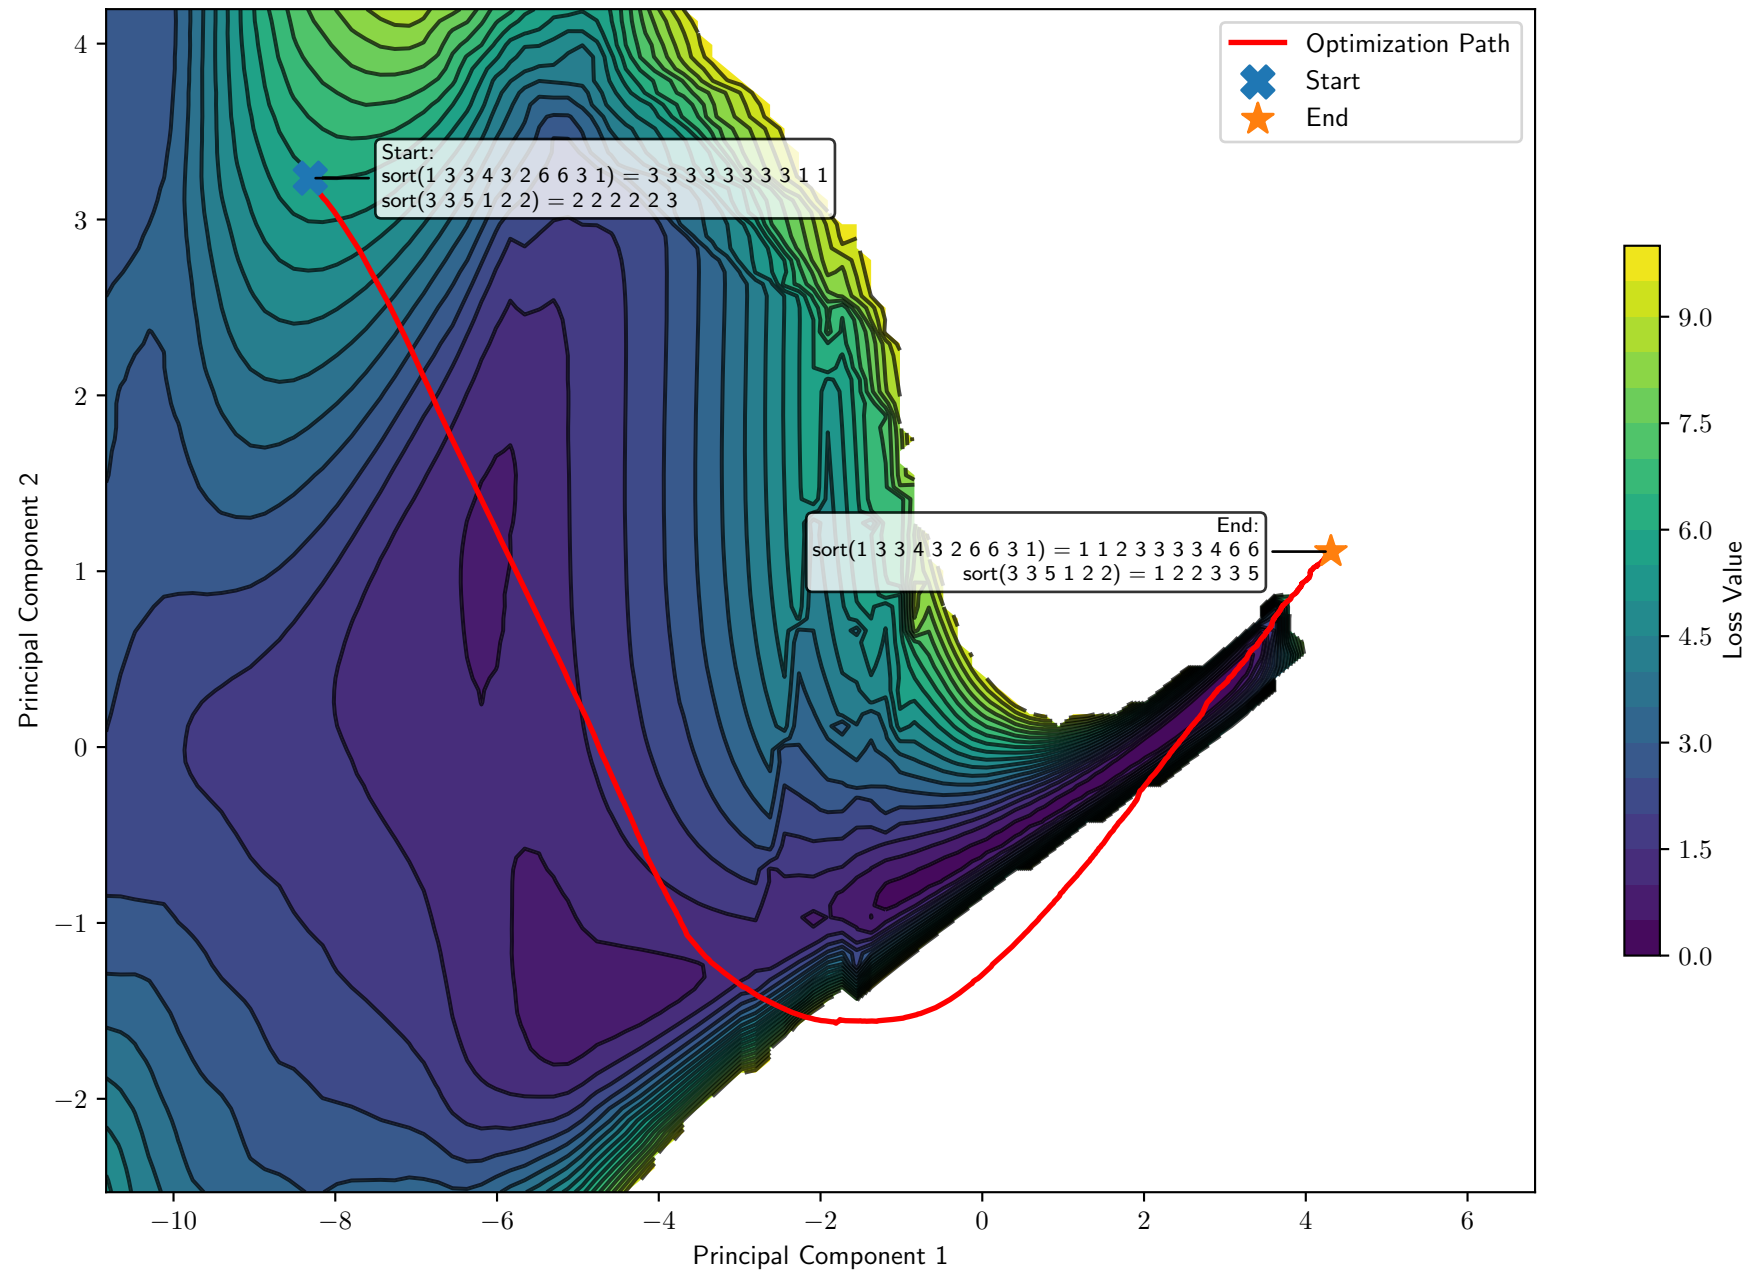 4
3
2
1
0
−1
−2
Principal Component 2
−10 −8 −6 −4 −2 0 2 4 6
Principal Component 1
Optimization Path
Start
End
Start:
sort(1 3 3 4 3 2 6 6 3 1) = 3 3 3 3 3 3 3 3 1 1
sort(3 3 5 1 2 2) = 2 2 2 2 2 3
End:
sort(1 3 3 4 3 2 6 6 3 1) = 1 1 2 3 3 3 3 4 6 6
sort(3 3 5 1 2 2) = 1 2 2 3 3 5
9.0
7.5
6.0
4.5
3.0
1.5
0.0
Loss Value